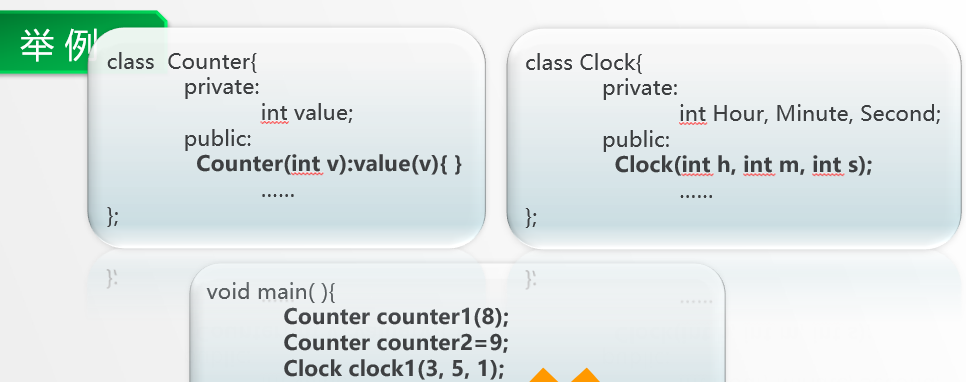 举 例
class  Counter{
private:
int value;
public:
Counter(int v):value(v){ }
......
};
class Clock{
private:
int Hour, Minute, Second;
public:
Clock(int h, int m, int s);
......
};
void main( ){
Counter counter1(8);
Counter counter2=9;
Clock clock1(3, 5, 1);